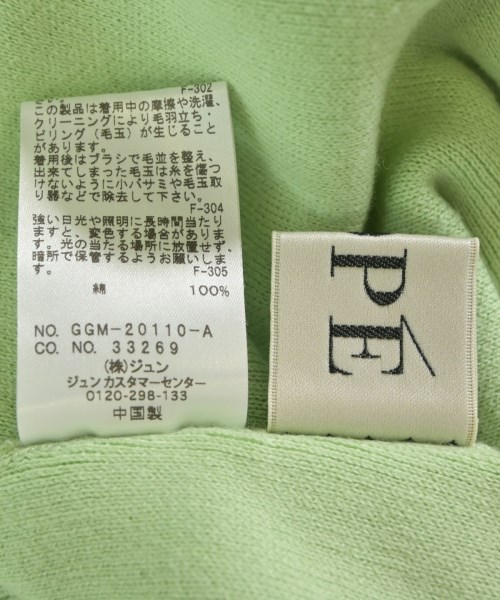 F-302
この製品は着用中の摩擦や洗濯、
クリーニングにより毛羽立ち・
ピリング（毛玉）が生じること
があります。
着用後はブラシで毛並を整え、
出来てしまった毛玉は糸を傷つ
けないように小バサミや毛玉取
り器などで除去して下さい。
F-304
強い日光や照明に長時間当たり
ますと、変色する場合がありま
す。光の当たる場所に放置せず、
暗所で保管するようお願いしま
す。
F-305
綿 100%
NO. GGM-20110-A
CO. NO. 33269
(株)ジュン
ジュン カスタマーセンター
0120-298-133
中国製
PÉ